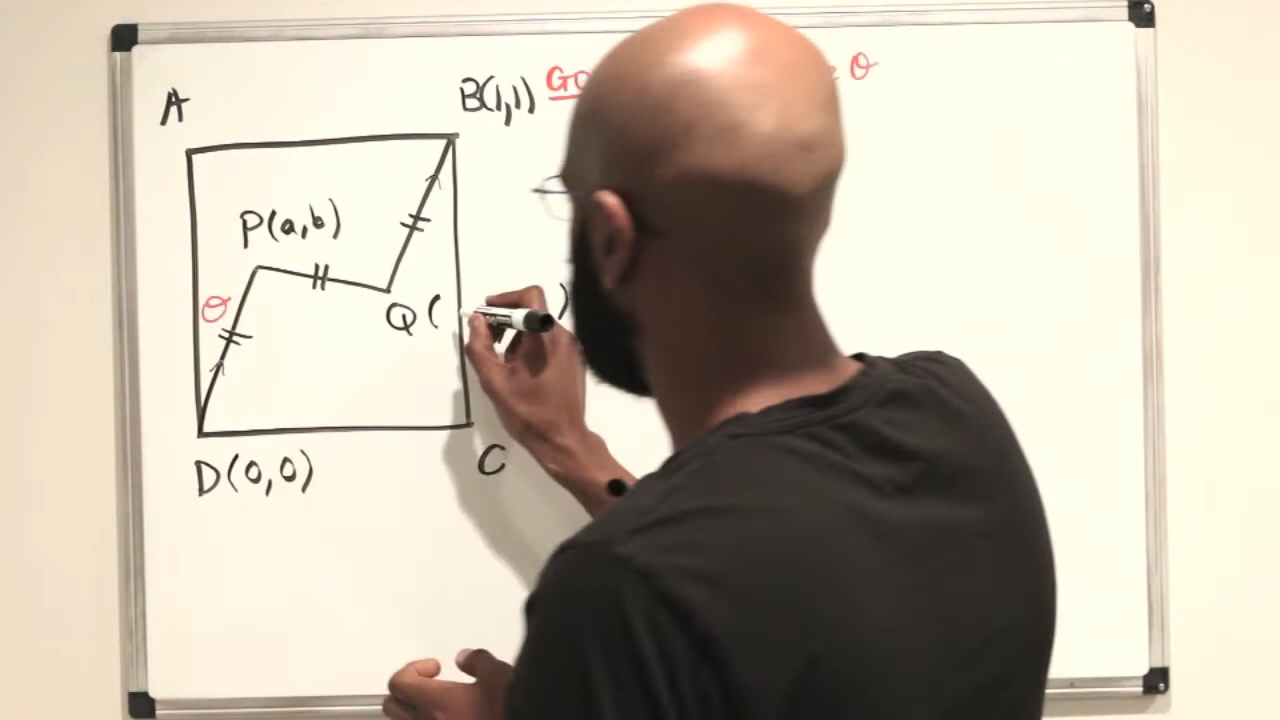 A
B(1,1)
θ
P(a,b)
θ
Q( )
D(0,0)
C